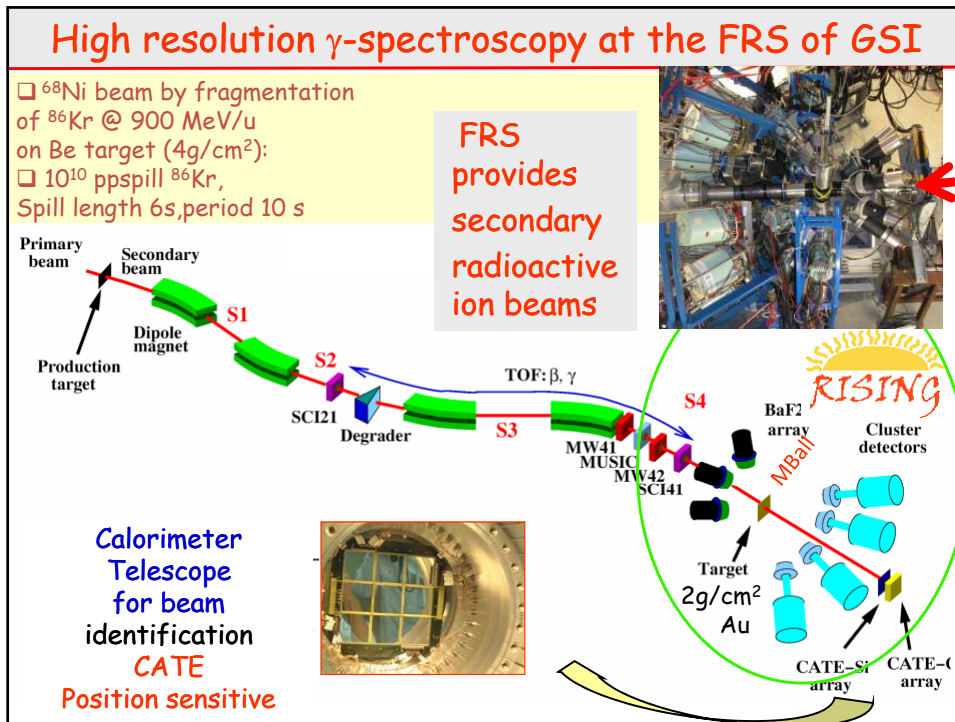 High resolution γ-spectroscopy at the FRS of GSI
❑ ⁶⁸Ni beam by fragmentation
of ⁸⁶Kr @ 900 MeV/u
on Be target (4g/cm²):
❑ 10¹⁰ ppspill ⁸⁶Kr,
Spill length 6s,period 10 s
FRS
provides
secondary
radioactive
ion beams
Primary
beam
Secondary
beam
Production
target
Dipole
magnet
S1
S2
SCI21
Degrader
TOF: β, γ
S3
MW41
MUSIC
MW42
SCI41
S4
RISING
BaF2
array
MBall
Cluster
detectors
Target
2g/cm²
Au
CATE-Si
array
CATE-C
array
Calorimeter
Telescope
for beam
identification
CATE
Position sensitive